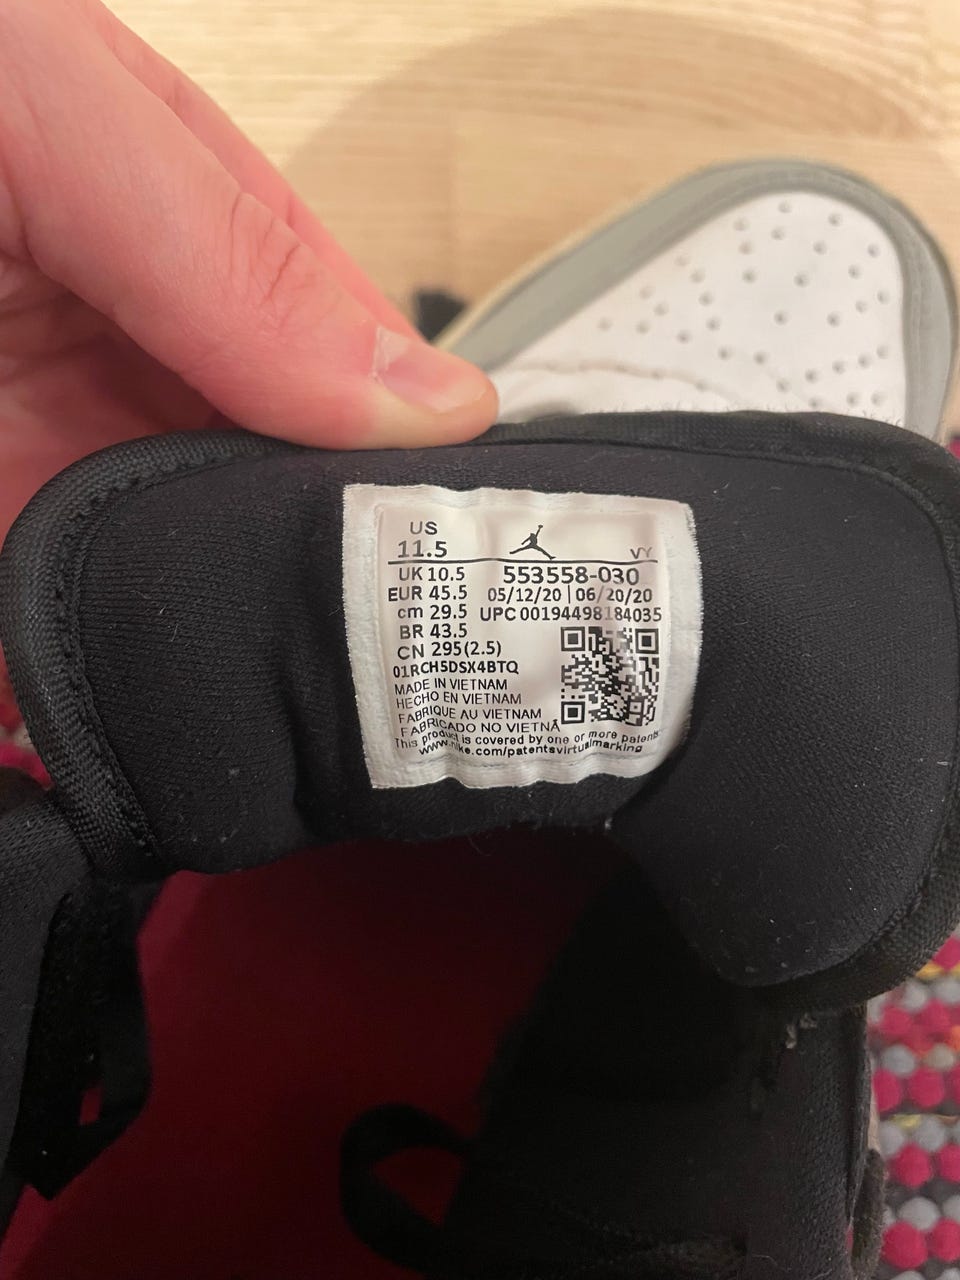 US
11.5
VY
UK 10.5 553558-030
EUR 45.5 05/12/20 | 06/20/20
cm 29.5 UPC 00194498184035
BR 43.5
CN 295(2.5)
01RCH5DSX4BTQ
MADE IN VIETNAM
HECHO EN VIETNAM
FABRIQUE AU VIETNAM
FABRICADO NO VIETNÃ
This product is covered by one or more patents.
www.nike.com/patentsvirtualmarking